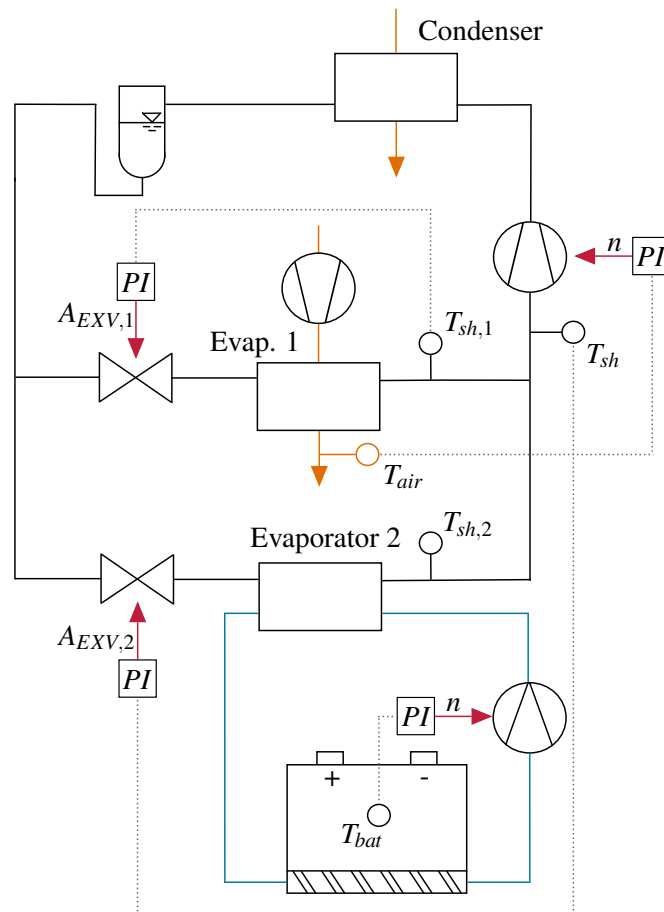 Condenser
n
PI
PI
A_{EXV,1}
T_{sh,1}
T_{sh}
Evap. 1
T_{air}
T_{sh,2}
Evaporator 2
A_{EXV,2}
PI
PI
n
+
-
T_{bat}